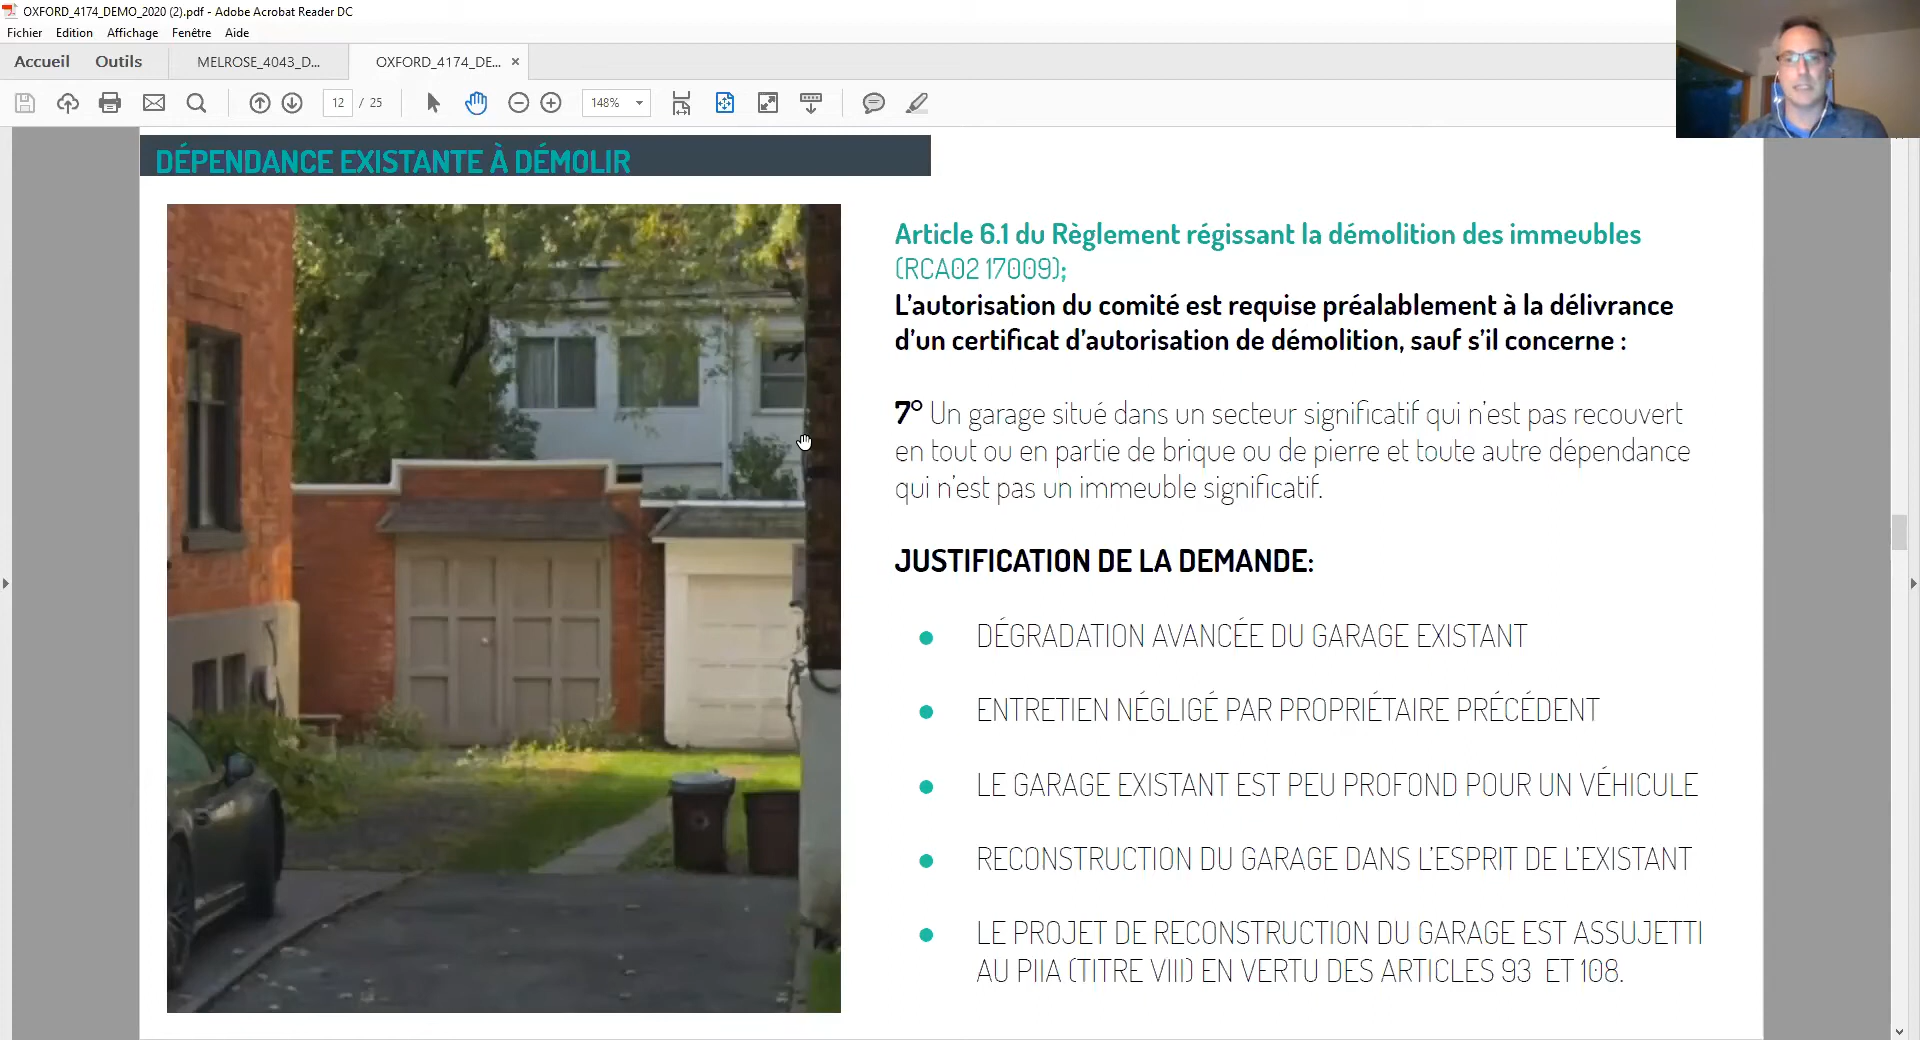 OXFORD_4174_DEMO_2020 (2).pdf - Adobe Acrobat Reader DC
Fichier Edition Affichage Fenêtre Aide
Accueil Outils MELROSE_4043_D... OXFORD_4174_DE... ×
12 / 25 148%
DÉPENDANCE EXISTANTE À DÉMOLIR
Article 6.1 du Règlement régissant la démolition des immeubles
(RCA02 17009);
L'autorisation du comité est requise préalablement à la délivrance
d'un certificat d'autorisation de démolition, sauf s''il concerne :
7° Un garage situé dans un secteur significatif qui n'est pas recouvert
en tout ou en partie de brique ou de pierre et toute autre dépendance
qui n'est pas un immeuble significatif.
JUSTIFICATION DE LA DEMANDE:
● DÉGRADATION AVANCÉE DU GARAGE EXISTANT
● ENTRETIEN NÉGLIGÉ PAR PROPRIÉTAIRE PRÉCÉDENT
● LE GARAGE EXISTANT EST PEU PROFOND POUR UN VÉHICULE
● RECONSTRUCTION DU GARAGE DANS L'ESPRIT DE L'EXISTANT
● LE PROJET DE RECONSTRUCTION DU GARAGE EST ASSUJETTI
AU PIIA (TITRE VIII) EN VERTU DES ARTICLES 93 ET 108.